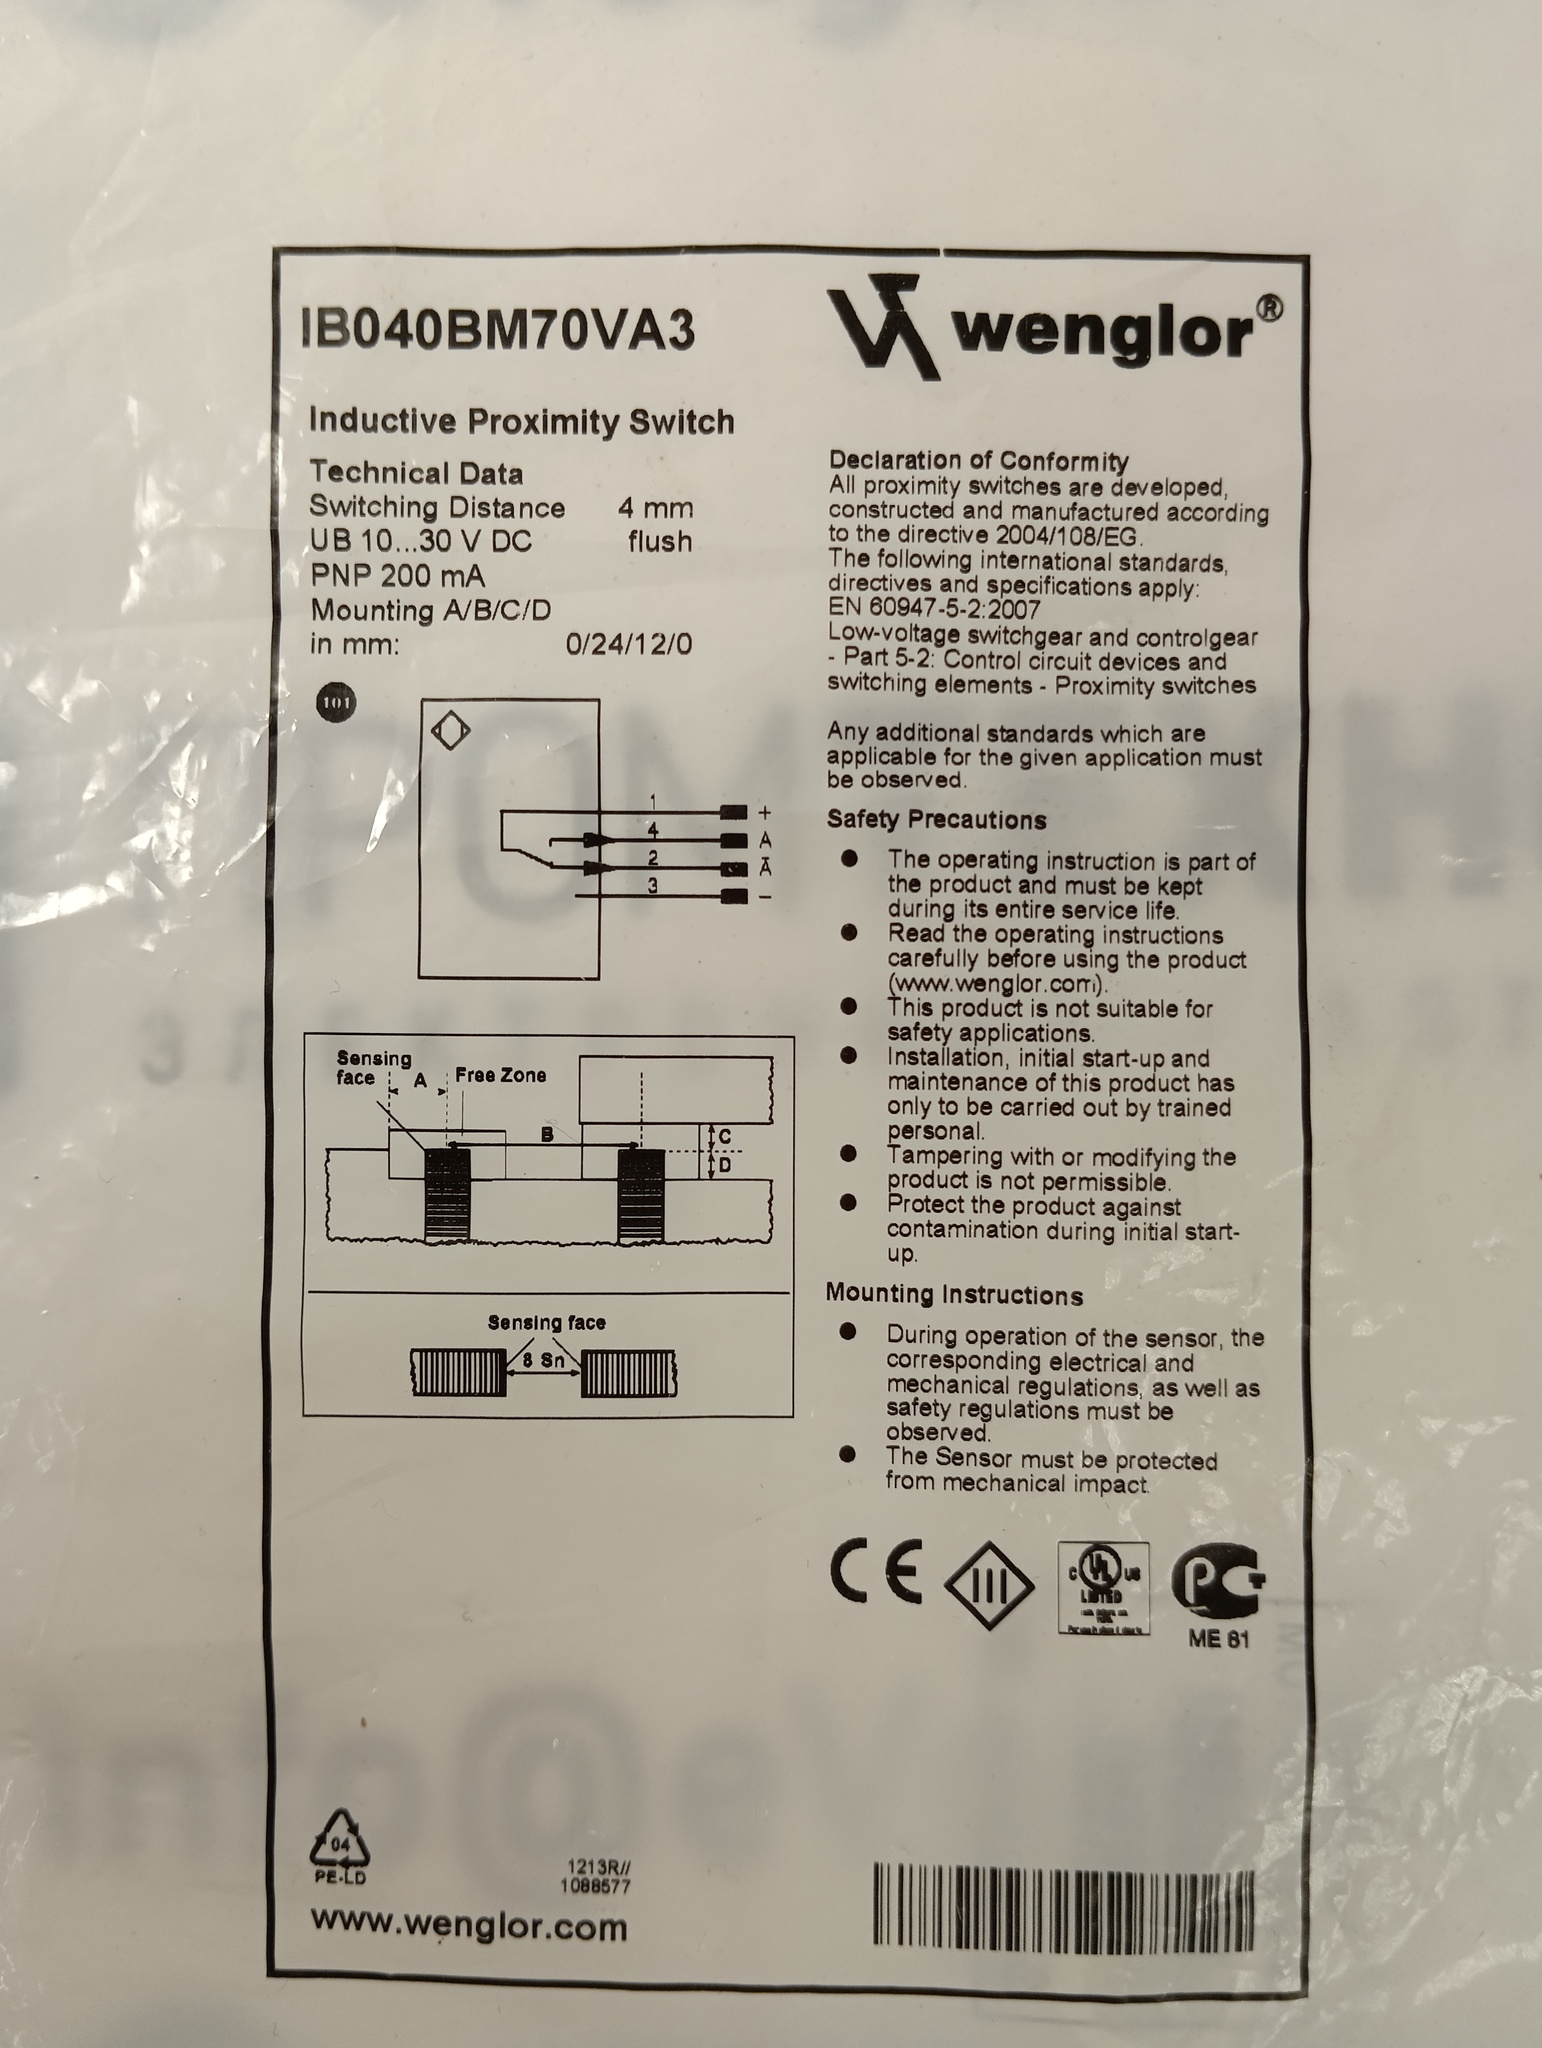 IB040BM70VA3
wenglor®
Inductive Proximity Switch
Technical Data
Switching Distance 4 mm
UB 10...30 V DC flush
PNP 200 mA
Mounting A/B/C/D
in mm: 0/24/12/0
101
1 +
4 A
2 Ā
3 –
Sensing
face
A
Free Zone
B
C
D
Sensing face
8 Sn
Declaration of Conformity
All proximity switches are developed,
constructed and manufactured according
to the directive 2004/108/EG.
The following international standards,
directives and specifications apply:
EN 60947-5-2:2007
Low-voltage switchgear and controlgear
- Part 5-2: Control circuit devices and
switching elements - Proximity switches
Any additional standards which are
applicable for the given application must
be observed.
Safety Precautions
● The operating instruction is part of
the product and must be kept
during its entire service life.
● Read the operating instructions
carefully before using the product
(www.wenglor.com).
● This product is not suitable for
safety applications.
● Installation, initial start-up and
maintenance of this product has
only to be carried out by trained
personal.
● Tampering with or modifying the
product is not permissible.
● Protect the product against
contamination during initial start-
up.
Mounting Instructions
● During operation of the sensor, the
corresponding electrical and
mechanical regulations, as well as
safety regulations must be
observed.
● The Sensor must be protected
from mechanical impact.
CE
III
C UL US
LISTED
PCT
ME 61
04
PE-LD
1213R//
1088577
www.wenglor.com